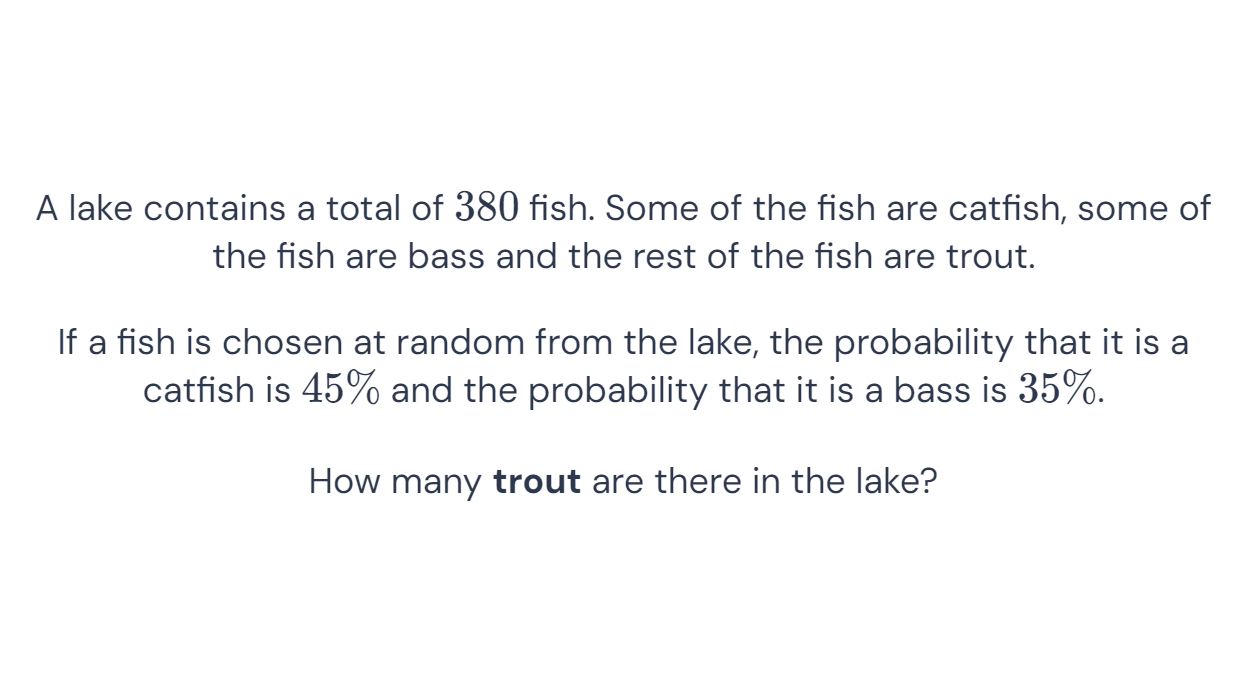 A lake contains a total of 380 fish. Some of the fish are catfish, some of
the fish are bass and the rest of the fish are trout.
If a fish is chosen at random from the lake, the probability that it is a
catfish is 45% and the probability that it is a bass is 35%.
How many trout are there in the lake?